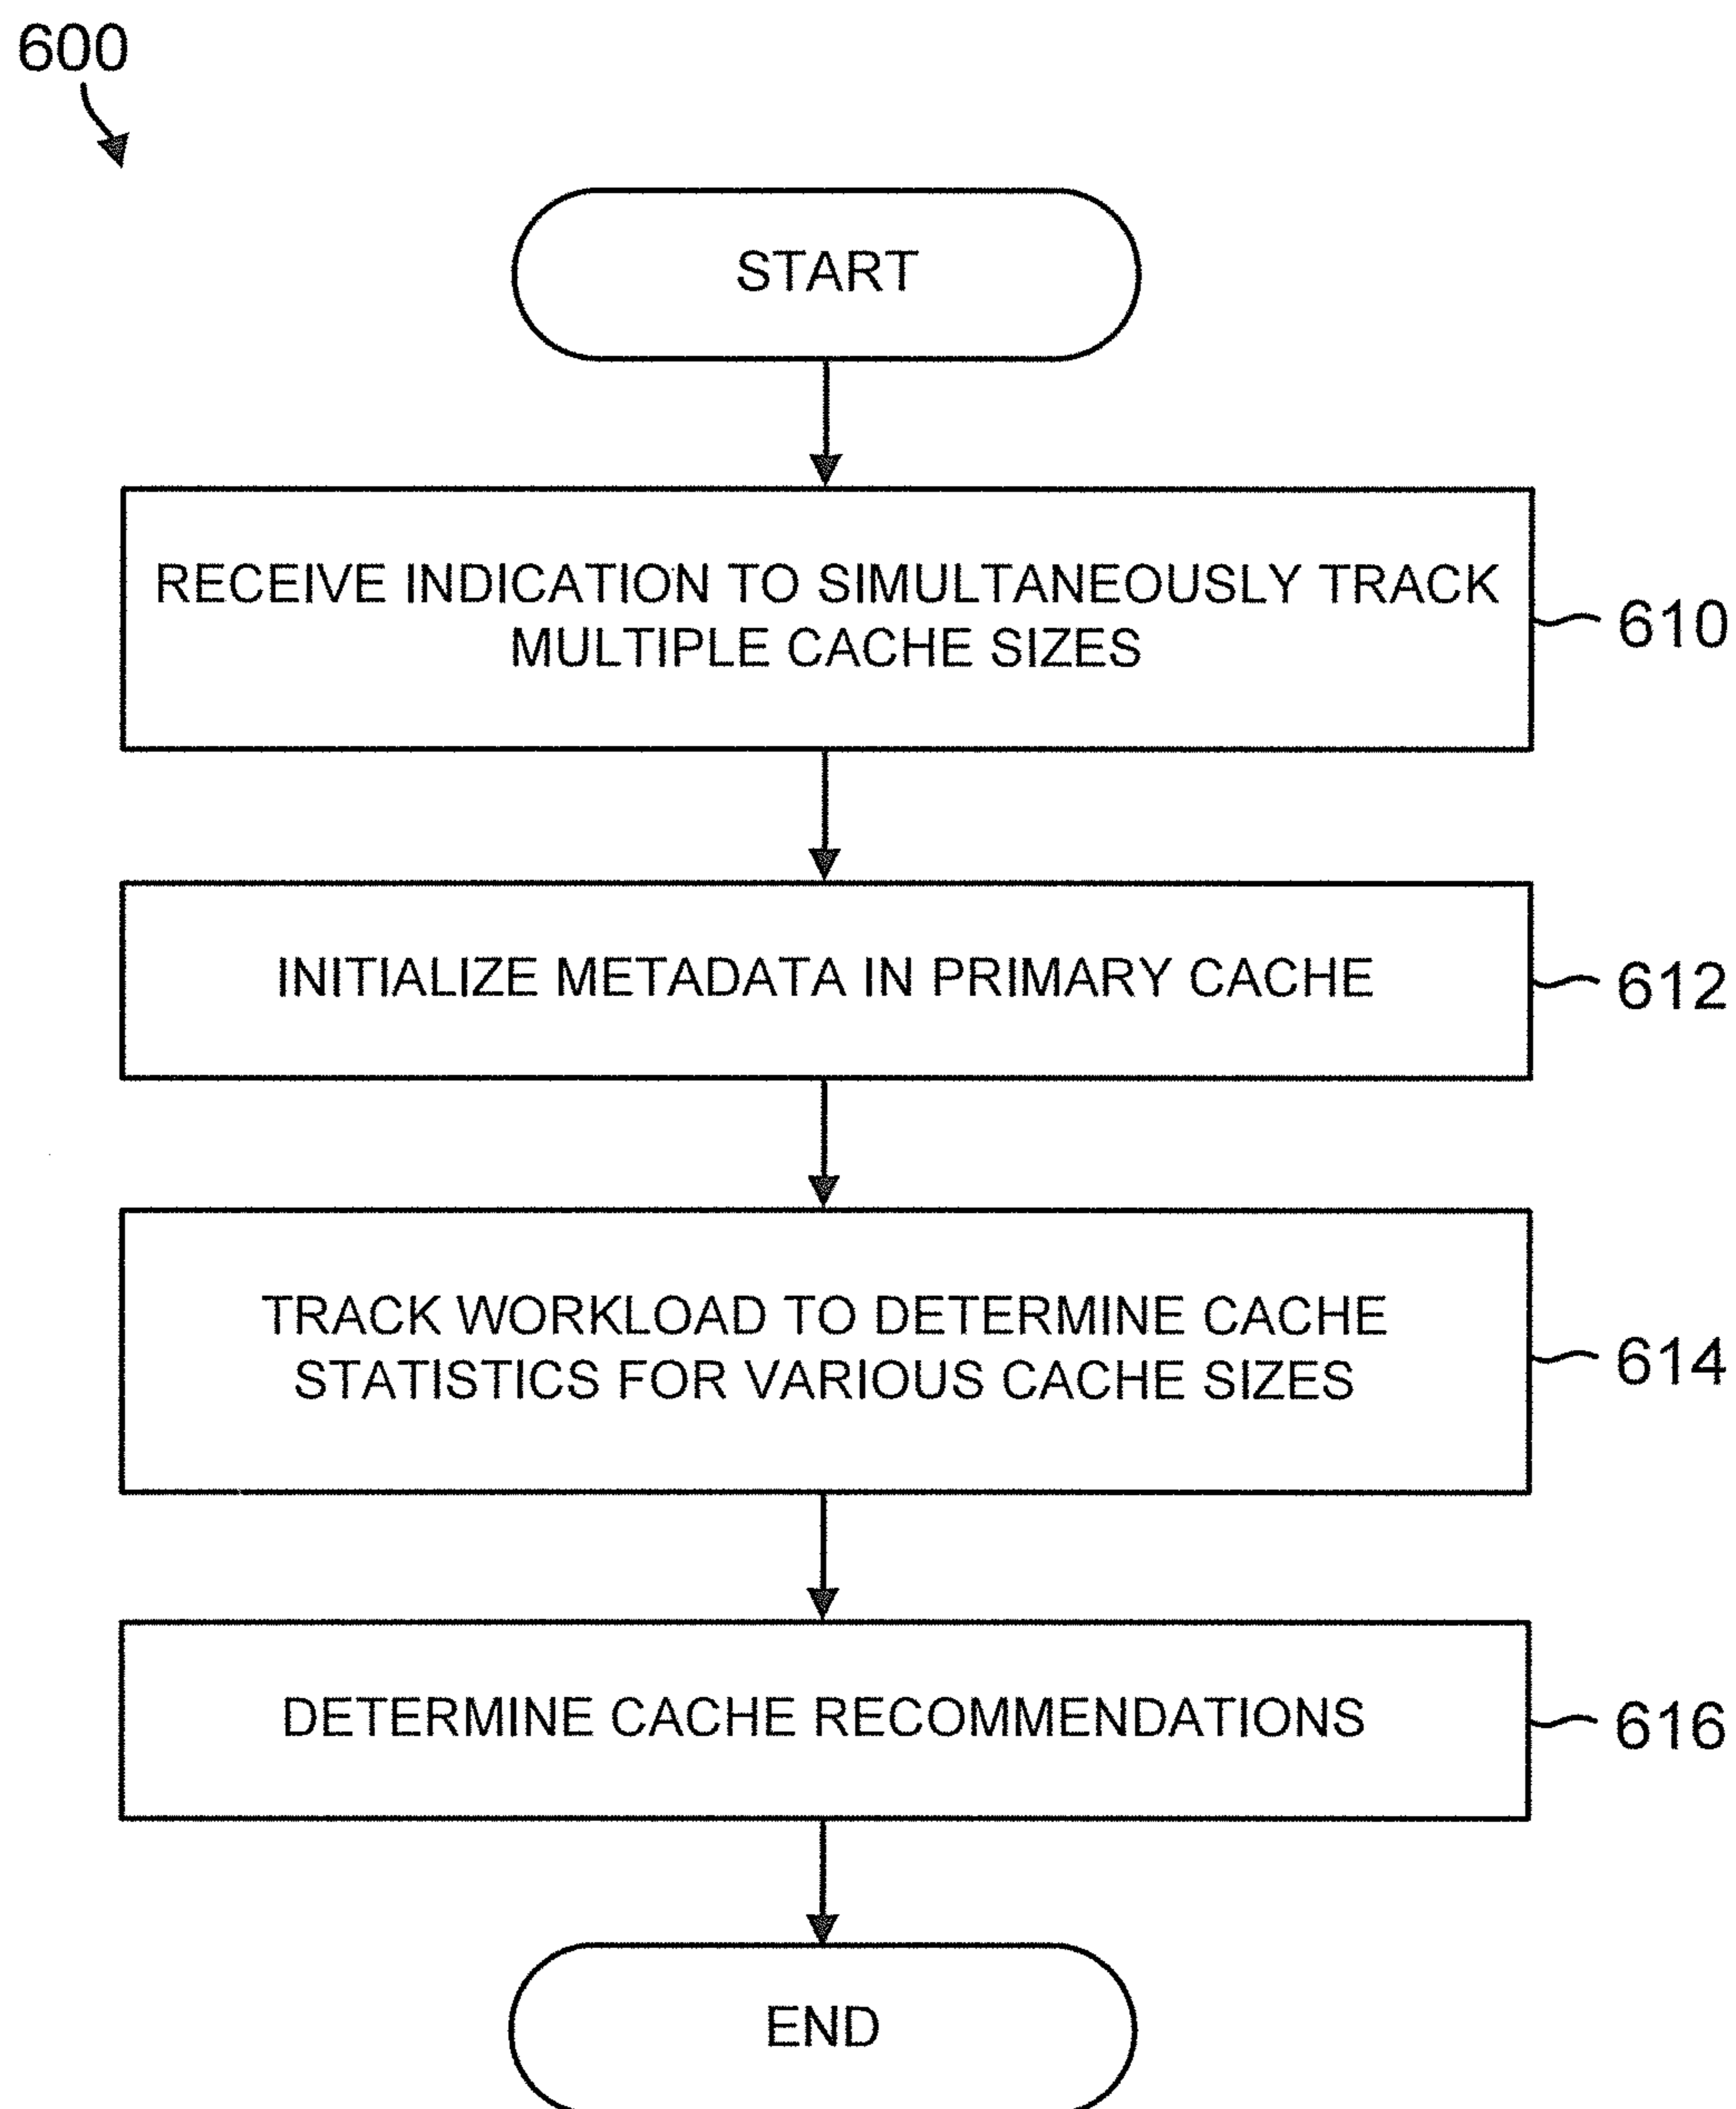 600
START
RECEIVE INDICATION TO SIMULTANEOUSLY TRACK
MULTIPLE CACHE SIZES
610
INITIALIZE METADATA IN PRIMARY CACHE
612
TRACK WORKLOAD TO DETERMINE CACHE
STATISTICS FOR VARIOUS CACHE SIZES
614
DETERMINE CACHE RECOMMENDATIONS
616
END